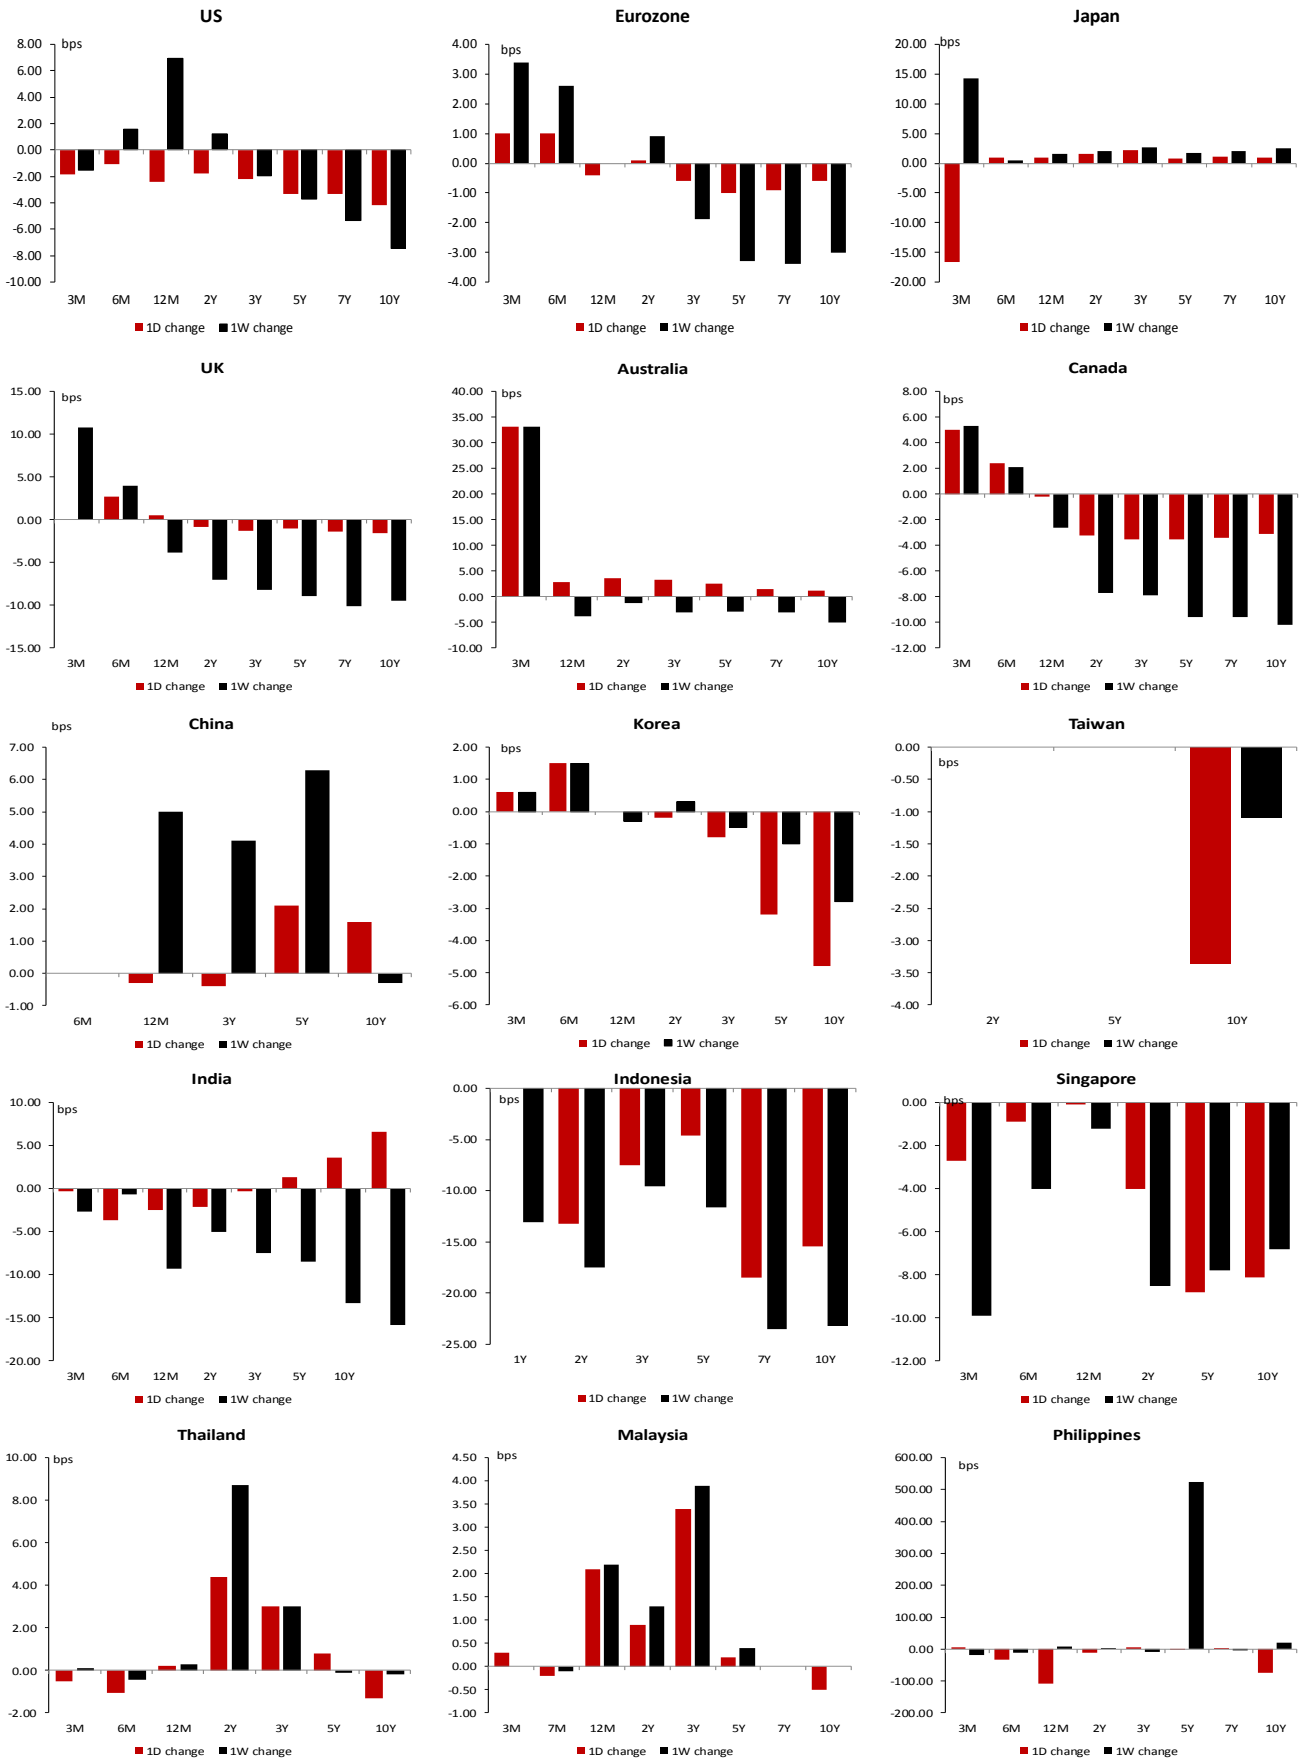 US
bps
8.00
6.00
4.00
2.00
0.00
-2.00
-4.00
-6.00
-8.00
-10.00
3M 6M 12M 2Y 3Y 5Y 7Y 10Y
1D change 1W change
Eurozone
bps
4.00
3.00
2.00
1.00
0.00
-1.00
-2.00
-3.00
-4.00
3M 6M 12M 2Y 3Y 5Y 7Y 10Y
1D change 1W change
Japan
bps
20.00
15.00
10.00
5.00
0.00
-5.00
-10.00
-15.00
-20.00
3M 6M 12M 2Y 3Y 5Y 7Y 10Y
1D change 1W change
UK
bps
15.00
10.00
5.00
0.00
-5.00
-10.00
-15.00
3M 6M 12M 2Y 3Y 5Y 7Y 10Y
1D change 1W change
Australia
bps
40.00
35.00
30.00
25.00
20.00
15.00
10.00
5.00
0.00
-5.00
-10.00
3M 12M 2Y 3Y 5Y 7Y 10Y
1D change 1W change
Canada
bps
8.00
6.00
4.00
2.00
0.00
-2.00
-4.00
-6.00
-8.00
-10.00
-12.00
3M 6M 12M 2Y 3Y 5Y 7Y 10Y
1D change 1W change
China
bps
7.00
6.00
5.00
4.00
3.00
2.00
1.00
0.00
-1.00
6M 12M 3Y 5Y 10Y
1D change 1W change
Korea
bps
2.00
1.00
0.00
-1.00
-2.00
-3.00
-4.00
-5.00
-6.00
3M 6M 12M 2Y 3Y 5Y 10Y
1D change 1W change
Taiwan
bps
0.00
-0.50
-1.00
-1.50
-2.00
-2.50
-3.00
-3.50
-4.00
2Y 5Y 10Y
1D change 1W change
India
bps
10.00
5.00
0.00
-5.00
-10.00
-15.00
-20.00
3M 6M 12M 2Y 3Y 5Y 10Y
1D change 1W change
Indonesia
bps
0.00
-5.00
-10.00
-15.00
-20.00
-25.00
1Y 2Y 3Y 5Y 7Y 10Y
1D change 1W change
Singapore
bps
0.00
-2.00
-4.00
-6.00
-8.00
-10.00
-12.00
3M 6M 12M 2Y 5Y 10Y
1D change 1W change
Thailand
bps
10.00
8.00
6.00
4.00
2.00
0.00
-2.00
3M 6M 12M 2Y 3Y 5Y 10Y
1D change 1W change
Malaysia
bps
4.50
4.00
3.50
3.00
2.50
2.00
1.50
1.00
0.50
0.00
-0.50
-1.00
3M 7M 12M 2Y 3Y 5Y 7Y 10Y
1D change 1W change
Philippines
bps
600.00
500.00
400.00
300.00
200.00
100.00
0.00
-100.00
-200.00
3M 6M 12M 2Y 3Y 5Y 7Y 10Y
1D change 1W change